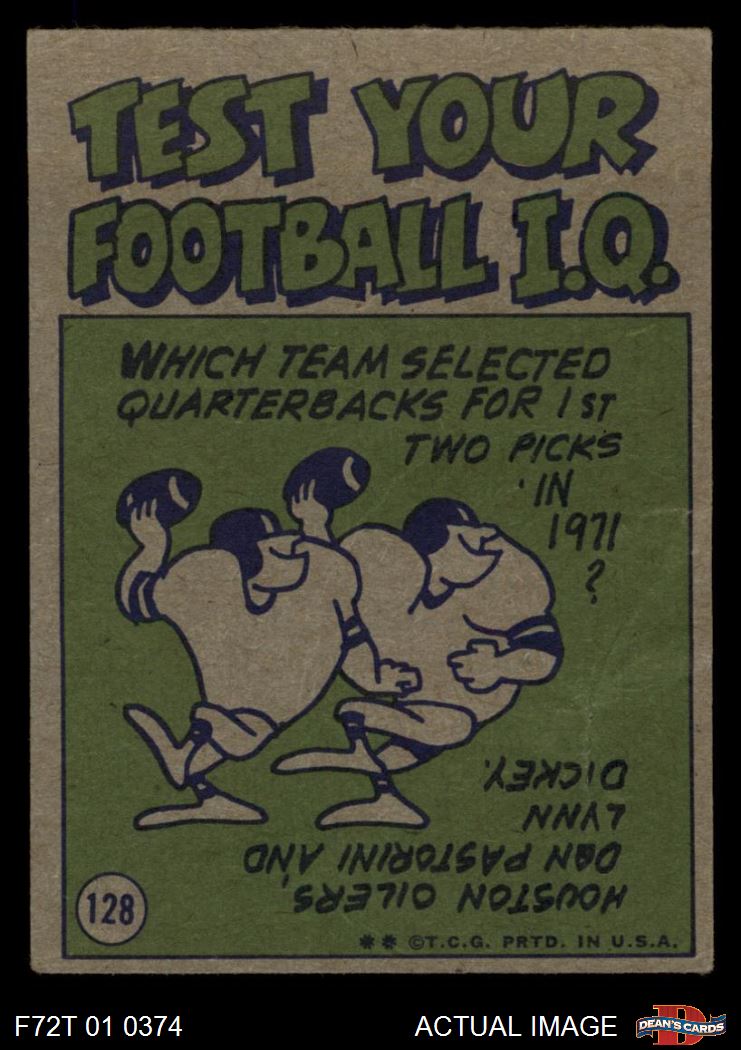 TEST YOUR
FOOTBALL I.Q.
WHICH TEAM SELECTED
QUARTERBACKS FOR 1ST
TWO PICKS
IN
1971
?
HOUSTON OILERS,
DAN PASTORINI AND
LYNN
DICKEY.
128
** ©T.C.G. PRTD. IN U.S.A.
F72T 01 0374
ACTUAL IMAGE
D
DEAN'S CARDS